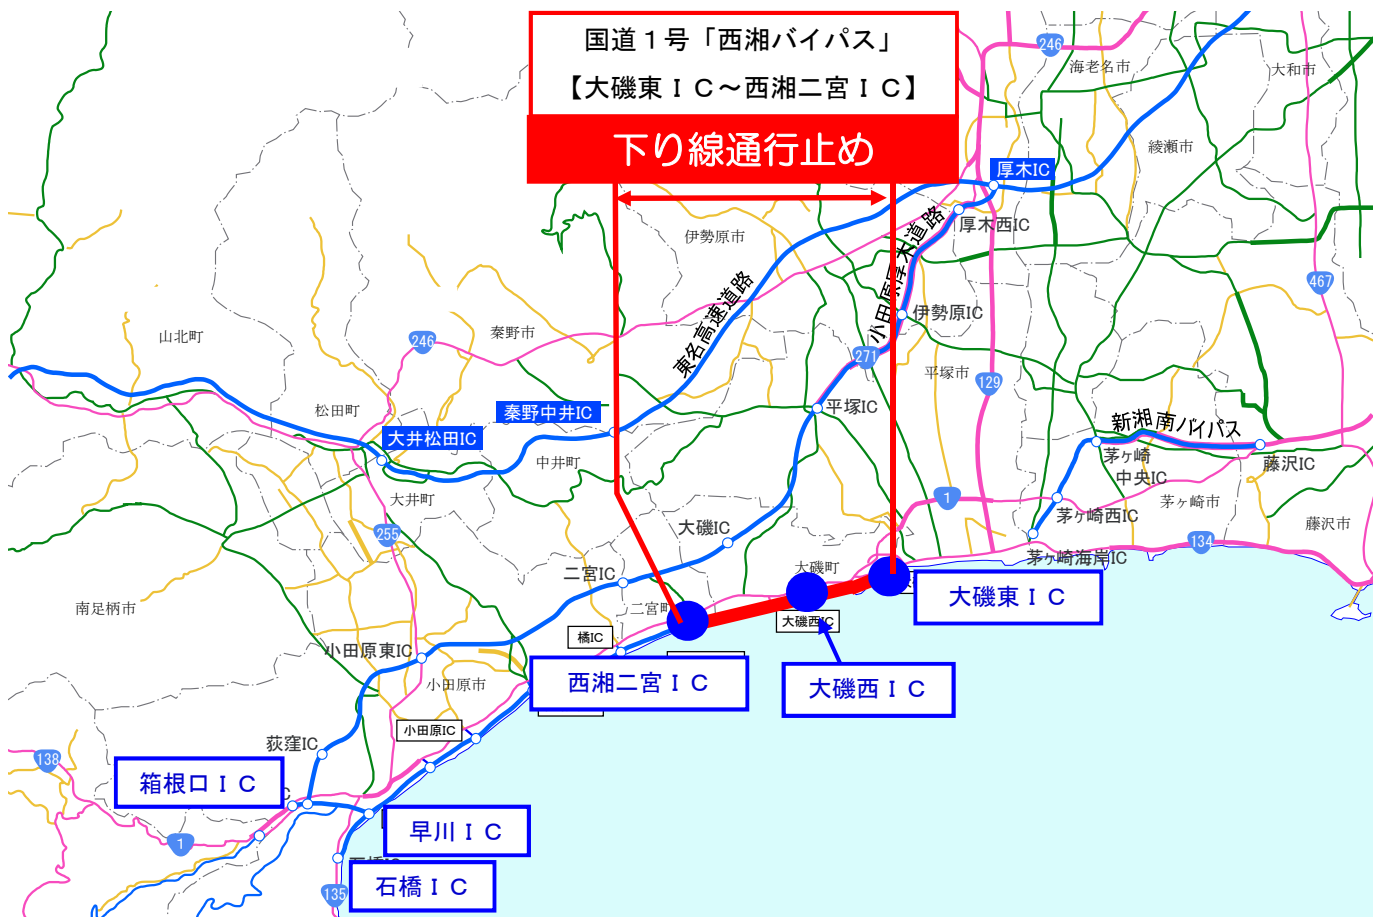 国道１号「西湘バイパス」
【大磯東ＩＣ～西湘二宮ＩＣ】
下り線通行止め
246
海老名市
大和市
綾瀬市
厚木IC
厚木西IC
伊勢原市
小田原厚木道路
東名高速道路
伊勢原IC
467
山北町
246
秦野市
271
平塚市
129
松田町
秦野中井IC
平塚IC
大井松田IC
新湘南バイパス
中井町
茅ヶ崎
中央IC
藤沢IC
大井町
1
茅ヶ崎西IC
茅ヶ崎市
藤沢市
255
大磯IC
134
茅ヶ崎海岸IC
二宮IC
大磯町
大磯東ＩＣ
南足柄市
二宮町
大磯西IC
橘IC
小田原東IC
西湘二宮ＩＣ
大磯西ＩＣ
小田原市
小田原IC
荻窪IC
138
箱根口ＩＣ
早川ＩＣ
1
石橋ＩＣ
135